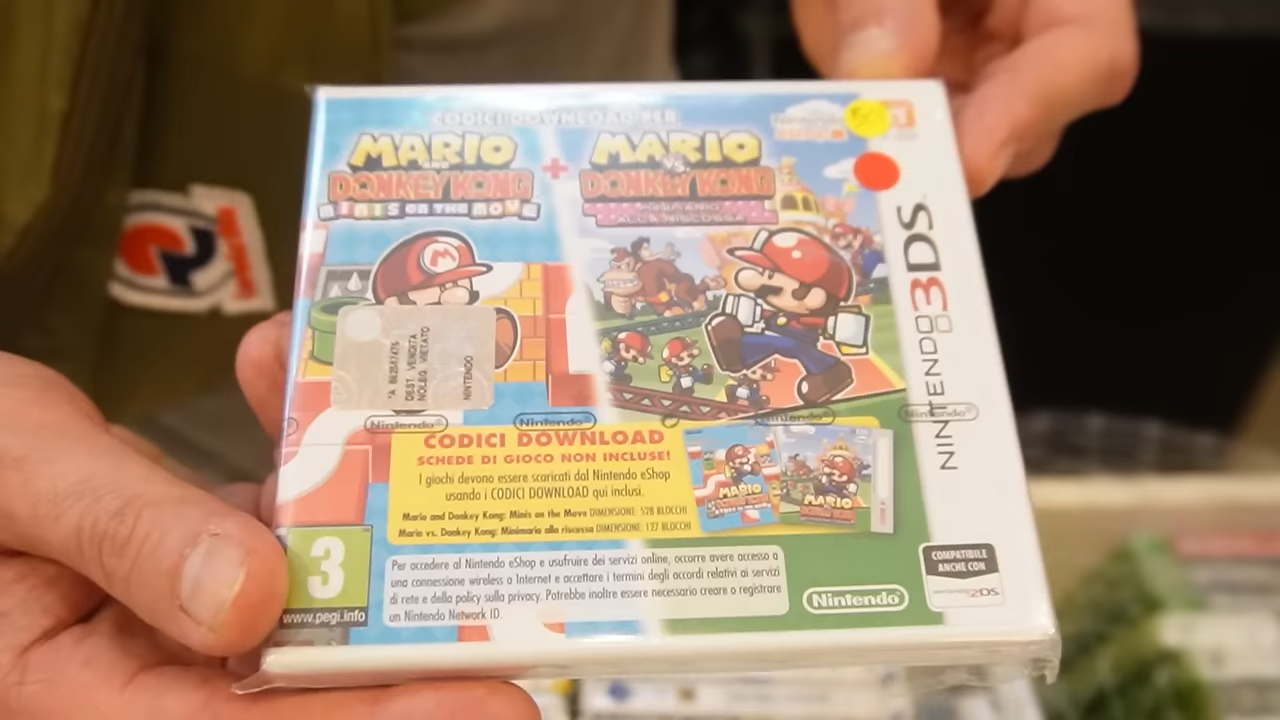 CODICI DOWNLOAD PER
MARIO
AND
DONKEY KONG
MINIS ON THE MOVE
+
MARIO
VS.
DONKEY KONG
MINIMARIO
ALLA RISCOSSA
NINTENDO 3DS
M
DEST. VENDITA
NOLEG. VIETATO
NINTENDO
Nintendo
Nintendo
Nintendo
Nintendo
CODICI DOWNLOAD
SCHEDE DI GIOCO NON INCLUSE!
I giochi devono essere scaricati dal Nintendo eShop
usando i CODICI DOWNLOAD qui inclusi.
Mario and Donkey Kong: Minis on the Move DIMENSIONE: 528 BLOCCHI
Mario vs. Donkey Kong: Minimario alla riscossa DIMENSIONE: 127 BLOCCHI
MARIO
MARIO
3
www.pegi.info
Per accedere al Nintendo eShop e usufruire dei servizi online, occorre avere accesso a
una connessione wireless a Internet e accettare i termini degli accordi relativi ai servizi
di rete e della policy sulla privacy. Potrebbe inoltre essere necessario creare o registrare
un Nintendo Network ID.
Nintendo
COMPATIBILE
ANCHE CON
NINTENDO 2DS